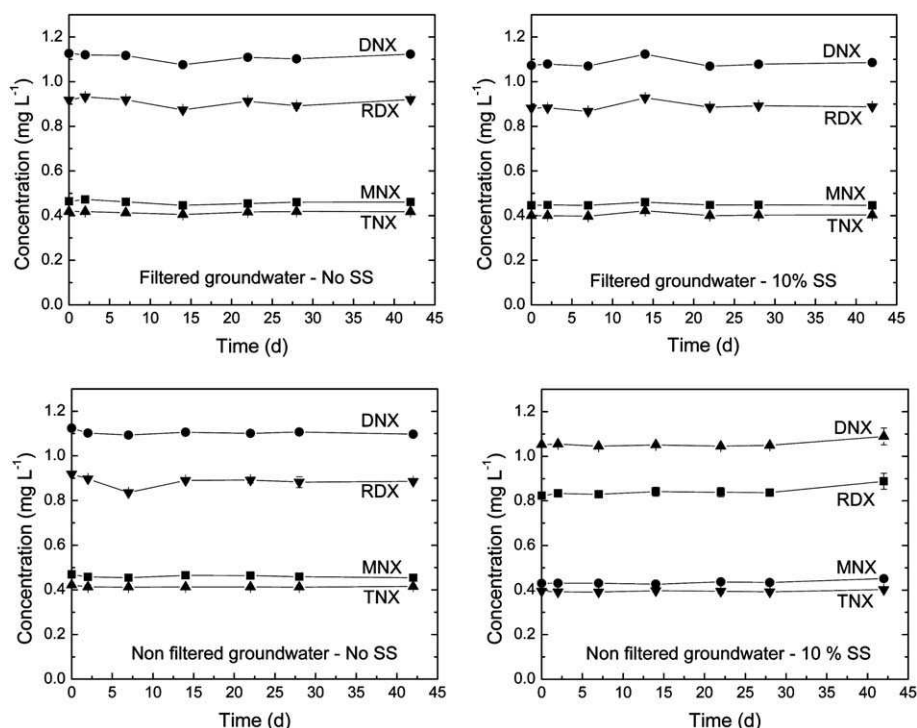 Concentration (mg L⁻¹)
1.2
1.0
0.8
0.6
0.4
0.2
0.0
DNX
RDX
MNX
TNX
Filtered groundwater - No SS
0 5 10 15 20 25 30 35 40 45
Time (d)
Concentration (mg L⁻¹)
1.2
1.0
0.8
0.6
0.4
0.2
0.0
DNX
RDX
MNX
TNX
Filtered groundwater - 10% SS
0 5 10 15 20 25 30 35 40 45
Time (d)
Concentration (mg L⁻¹)
1.2
1.0
0.8
0.6
0.4
0.2
0.0
DNX
RDX
MNX
TNX
Non filtered groundwater - No SS
0 5 10 15 20 25 30 35 40 45
Time (d)
Concentration (mg L⁻¹)
1.2
1.0
0.8
0.6
0.4
0.2
0.0
DNX
RDX
MNX
TNX
Non filtered groundwater - 10 % SS
0 5 10 15 20 25 30 35 40 45
Time (d)